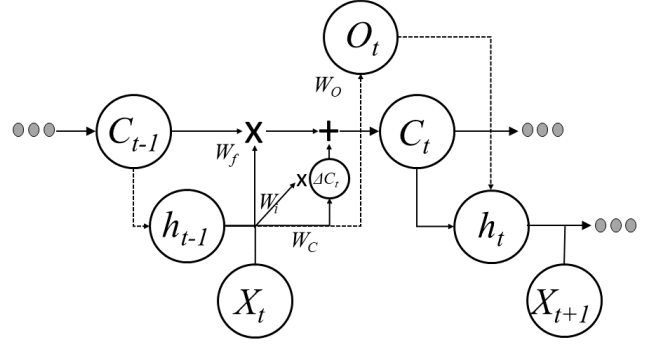 O_t
W_O
C_{t-1}
X
+
C_t
W_f
X
ΔC_t
W_i
h_{t-1}
W_C
h_t
X_t
X_{t+1}